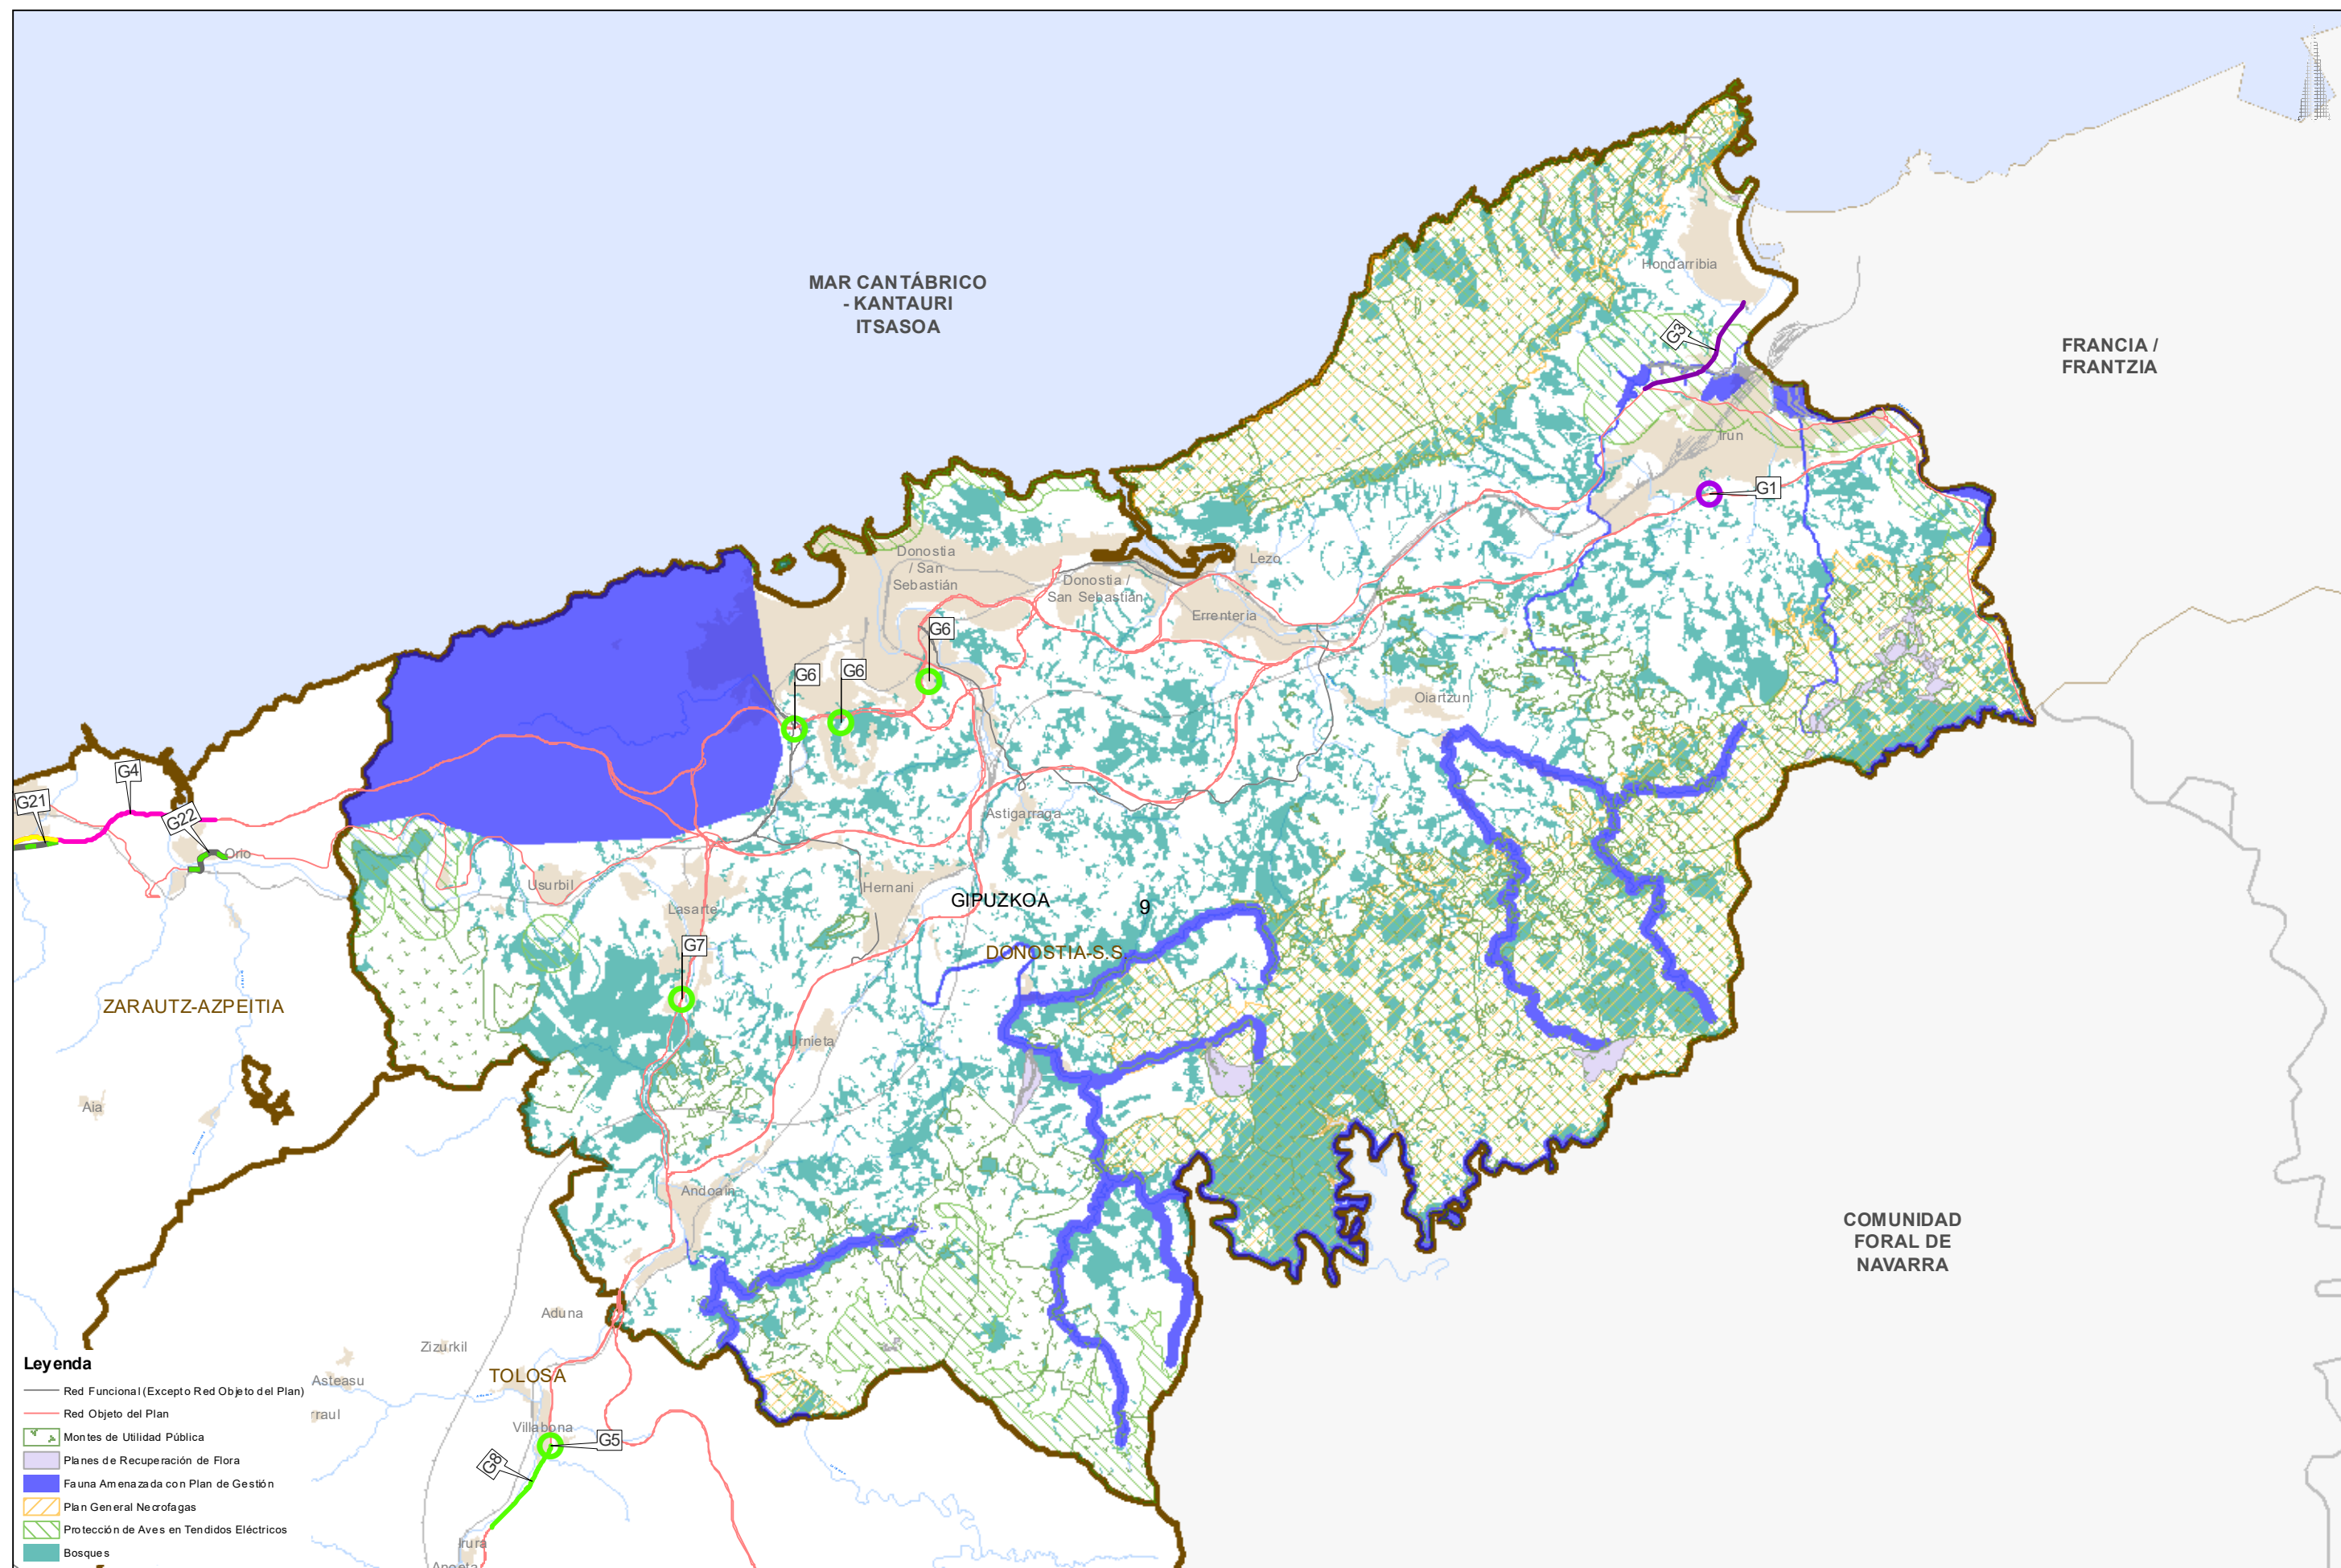 MAR CANTÁBRICO
- KANTAURI
ITSASOA
Hondarribia
G3
FRANCIA /
FRANTZIA
Irun
G1
Donostia
/ San
Sebastián
Lezo
Donostia /
San Sebastián
Errenteria
G6
G6
G6
Oiartzun
G4
G21
G22
Orio
Astigarraga
Usurbil
Hernani
Lasarte
GIPUZKOA
9
G7
DONOSTIA-S.S.
ZARAUTZ-AZPEITIA
Urnieta
Aia
Andoain
COMUNIDAD
FORAL DE
NAVARRA
Aduna
Zizurkil
TOLOSA
Asteasu
rraul
Villabona
G5
G8
Irura
Leyenda
Red Funcional (Excepto Red Objeto del Plan)
Red Objeto del Plan
Montes de Utilidad Pública
Planes de Recuperación de Flora
Fauna Amenazada con Plan de Gestión
Plan General Necrofagas
Protección de Aves en Tendidos Eléctricos
Bosques